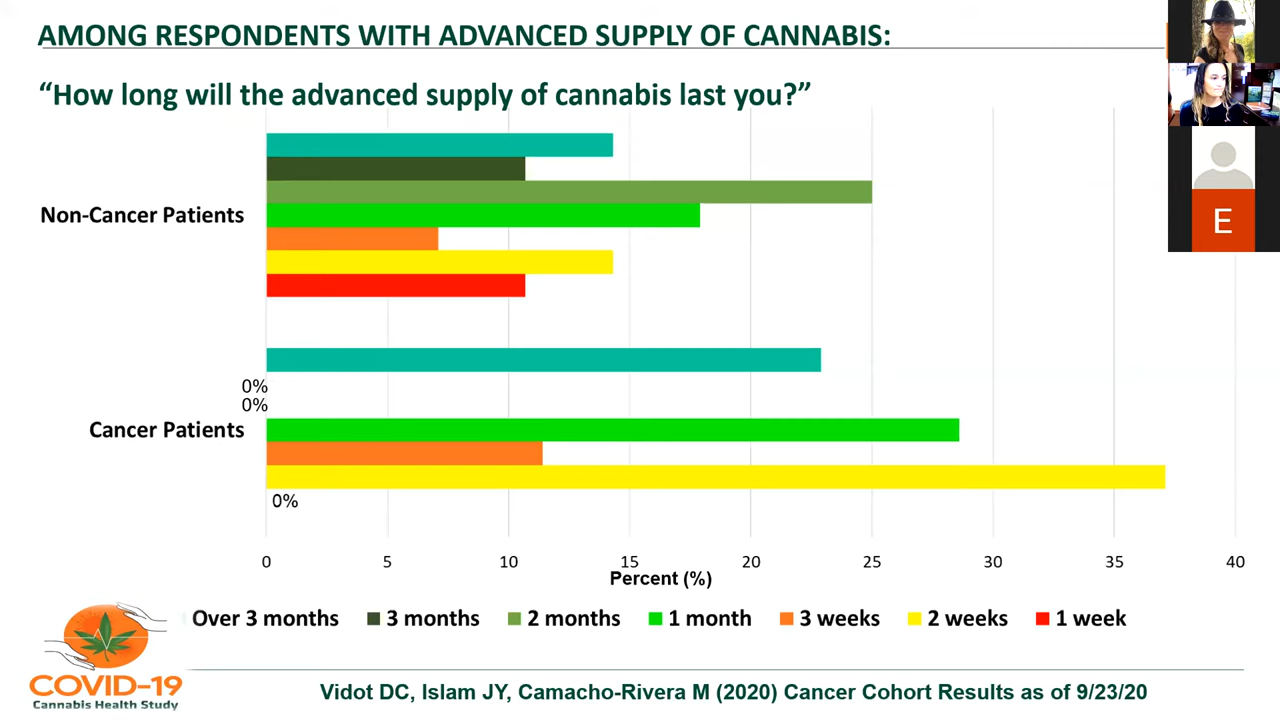 AMONG RESPONDENTS WITH ADVANCED SUPPLY OF CANNABIS:
“How long will the advanced supply of cannabis last you?”
Non-Cancer Patients
0%
0%
Cancer Patients
0%
0 5 10 15 20 25 30 35 40
Percent (%)
Over 3 months 3 months 2 months 1 month 3 weeks 2 weeks 1 week
COVID-19
Cannabis Health Study
Vidot DC, Islam JY, Camacho-Rivera M (2020) Cancer Cohort Results as of 9/23/20
E